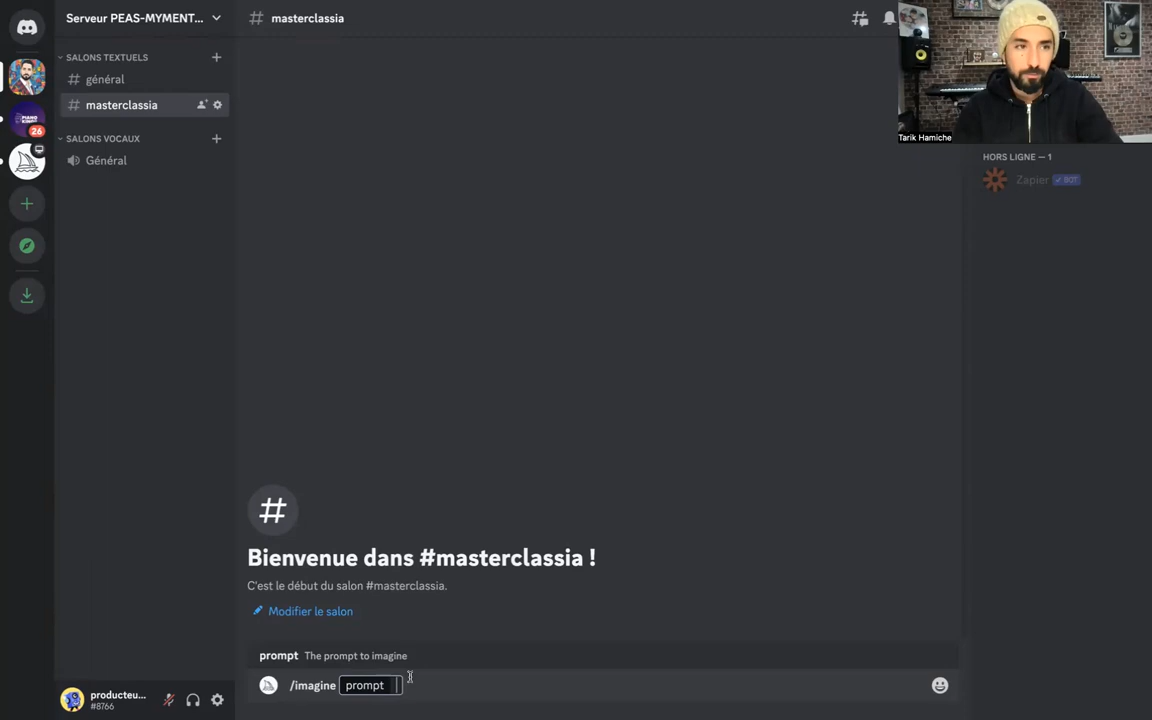 Serveur PEAS-MYMENT...
masterclassia
SALONS TEXTUELS
général
masterclassia
SALONS VOCAUX
Général
26
Tarik Hamiche
HORS LIGNE — 1
Zapier
BOT
Bienvenue dans #masterclassia !
C'est le début du salon #masterclassia.
Modifier le salon
prompt The prompt to imagine
/imagine prompt
producteu...
#8766